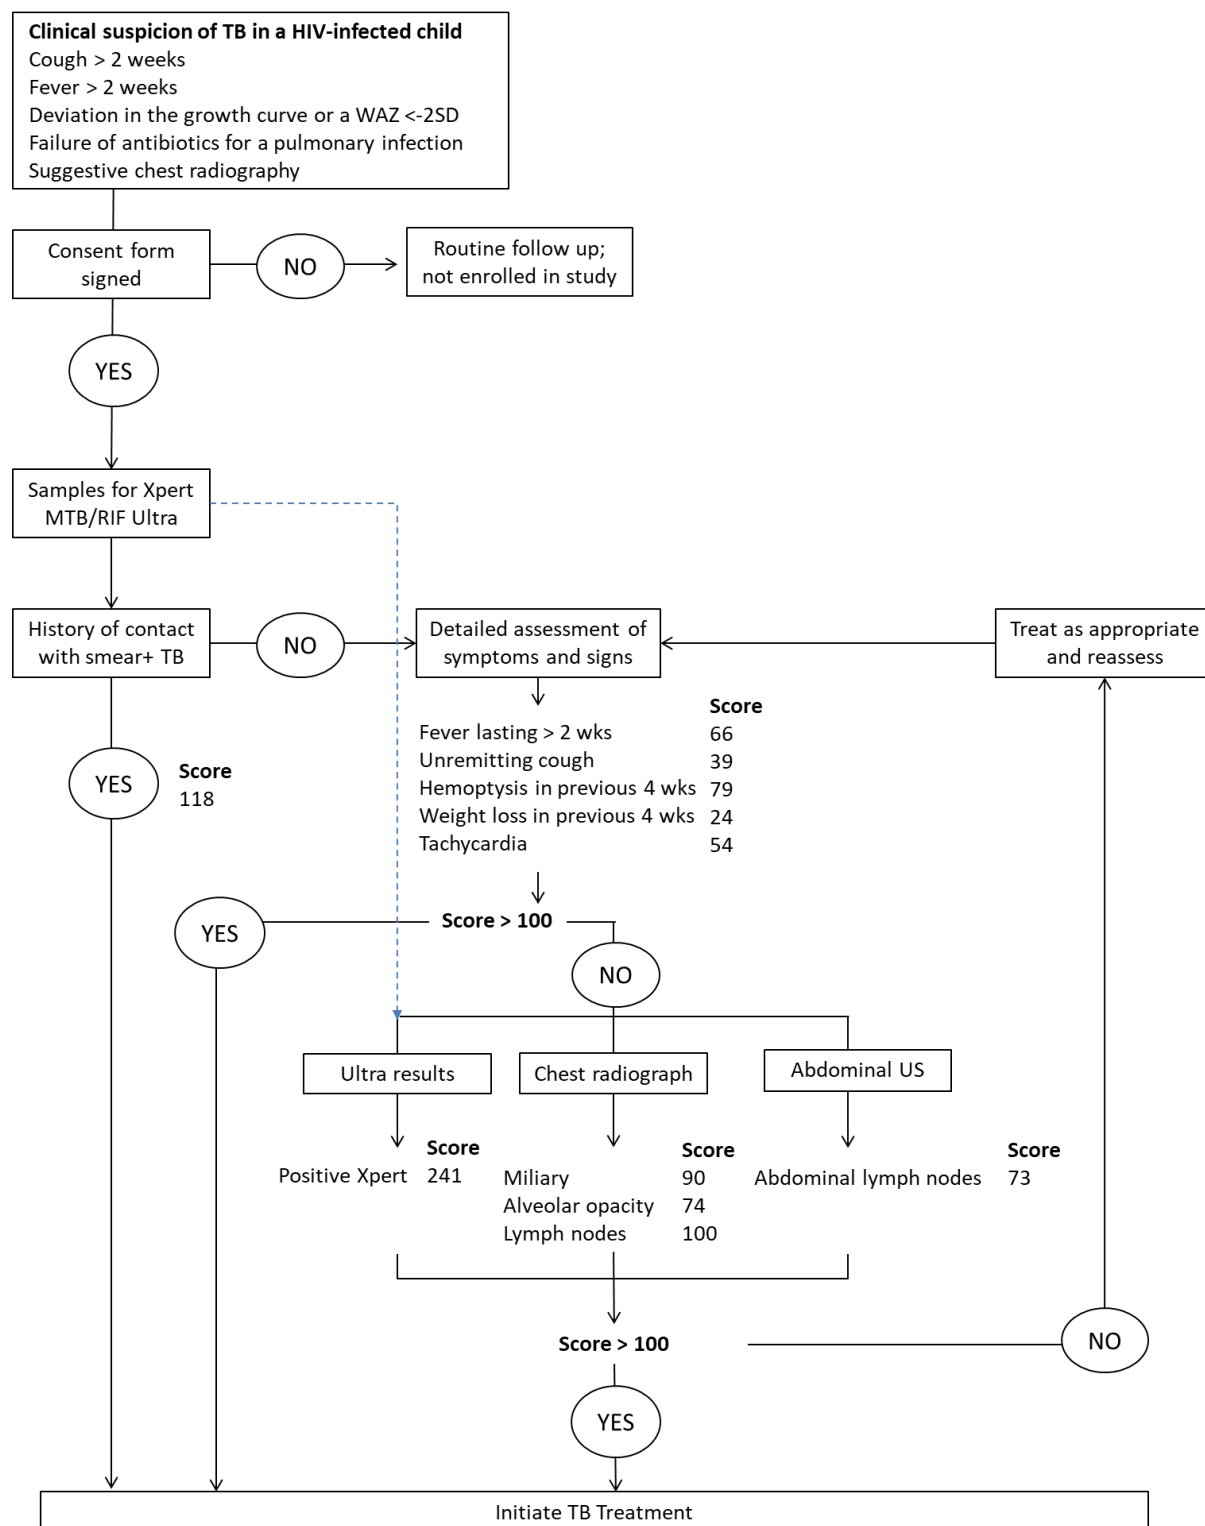 Clinical suspicion of TB in a HIV-infected child
Cough > 2 weeks
Fever > 2 weeks
Deviation in the growth curve or a WAZ <-2SD
Failure of antibiotics for a pulmonary infection
Suggestive chest radiography
Consent form
signed
NO
Routine follow up;
not enrolled in study
YES
Samples for Xpert
MTB/RIF Ultra
History of contact
with smear+ TB
NO
Detailed assessment of
symptoms and signs
Treat as appropriate
and reassess
Score
Fever lasting > 2 wks 66
Unremitting cough 39
Hemoptysis in previous 4 wks 79
Weight loss in previous 4 wks 24
Tachycardia 54
YES
Score
118
Score > 100
YES
NO
Ultra results
Chest radiograph
Abdominal US
Score
Positive Xpert 241
Score
Miliary 90
Alveolar opacity 74
Lymph nodes 100
Score
Abdominal lymph nodes 73
Score > 100
NO
YES
Initiate TB Treatment